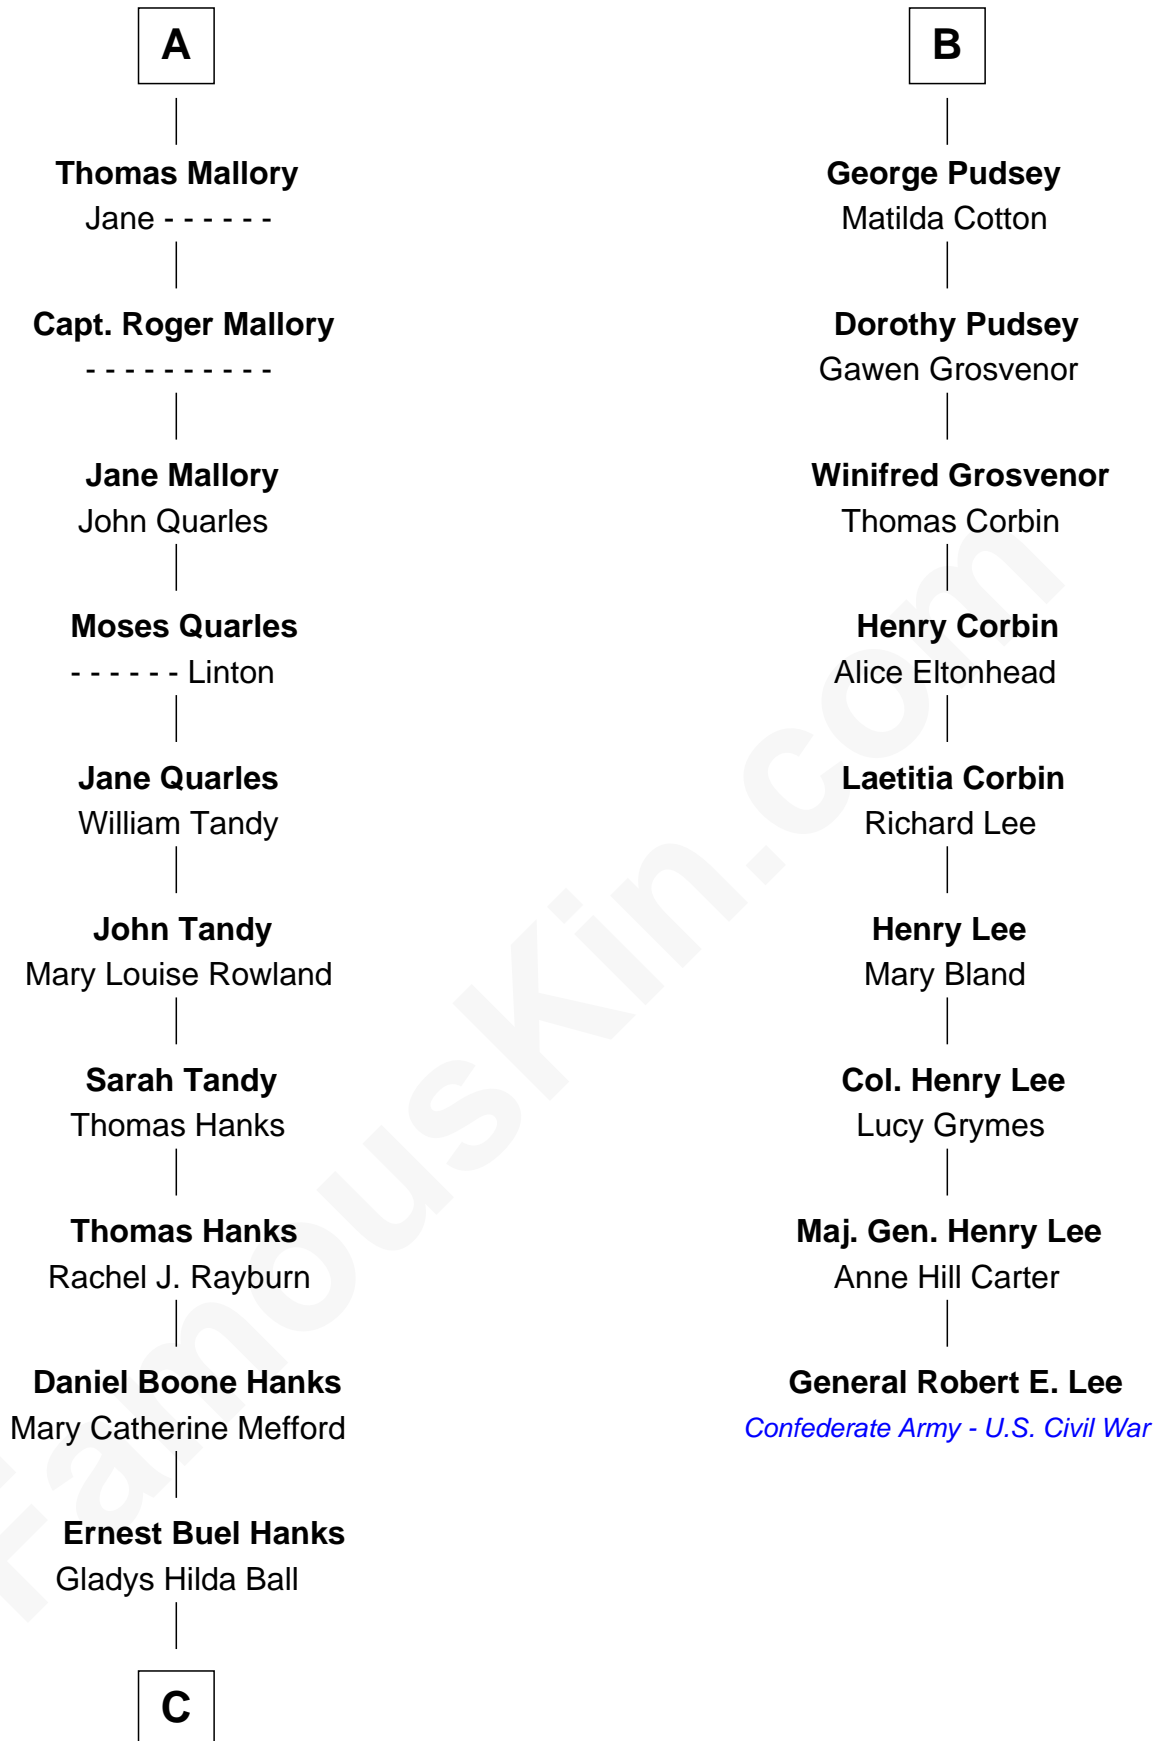 A
Thomas Mallory
Jane - - - - - -
Capt. Roger Mallory
- - - - - - - - - -
Jane Mallory
John Quarles
Moses Quarles
- - - - - - Linton
Jane Quarles
William Tandy
John Tandy
Mary Louise Rowland
Sarah Tandy
Thomas Hanks
Thomas Hanks
Rachel J. Rayburn
Daniel Boone Hanks
Mary Catherine Mefford
Ernest Buel Hanks
Gladys Hilda Ball
C
B
George Pudsey
Matilda Cotton
Dorothy Pudsey
Gawen Grosvenor
Winifred Grosvenor
Thomas Corbin
Henry Corbin
Alice Eltonhead
Laetitia Corbin
Richard Lee
Henry Lee
Mary Bland
Col. Henry Lee
Lucy Grymes
Maj. Gen. Henry Lee
Anne Hill Carter
General Robert E. Lee
Confederate Army - U.S. Civil War
FamousKin.com